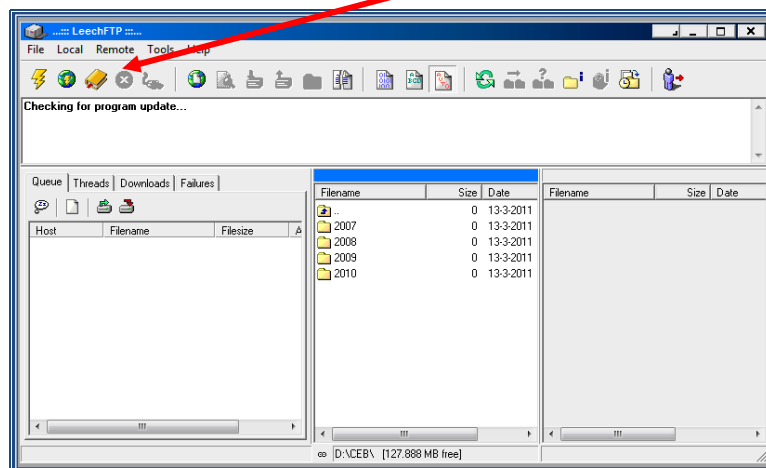 ...::: LeechFTP :::...
File Local Remote Tools Help
Checking for program update...
Queue Threads Downloads Failures
Host Filename Filesize A
Filename Size Date
.. 0 13-3-2011
2007 0 13-3-2011
2008 0 13-3-2011
2009 0 13-3-2011
2010 0 13-3-2011
Filename Size Date
D:\CEB\ [127.888 MB free]